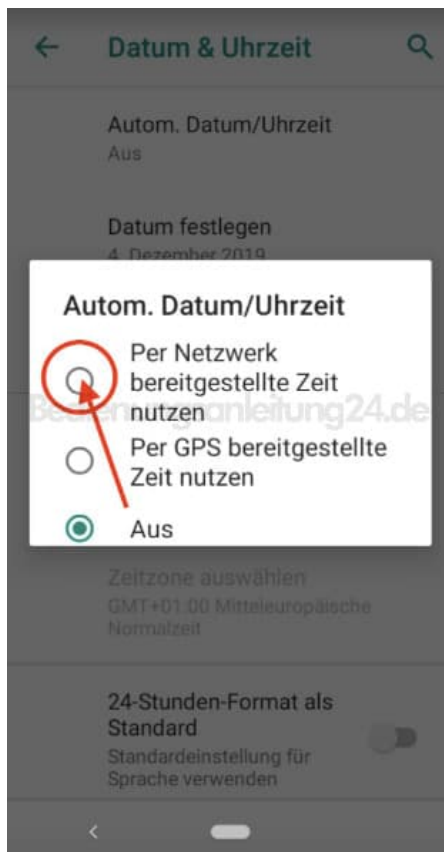 Datum & Uhrzeit
Autom. Datum/Uhrzeit
Aus
Datum festlegen
4. Dezember 2019
Autom. Datum/Uhrzeit
Per Netzwerk
bereitgestellte Zeit
nutzen
Bedienungsanleitung24.de
Per GPS bereitgestellte
Zeit nutzen
Aus
Zeitzone auswählen
GMT+01:00 Mitteleuropäische
Normalzeit
24-Stunden-Format als
Standard
Standardeinstellung für
Sprache verwenden